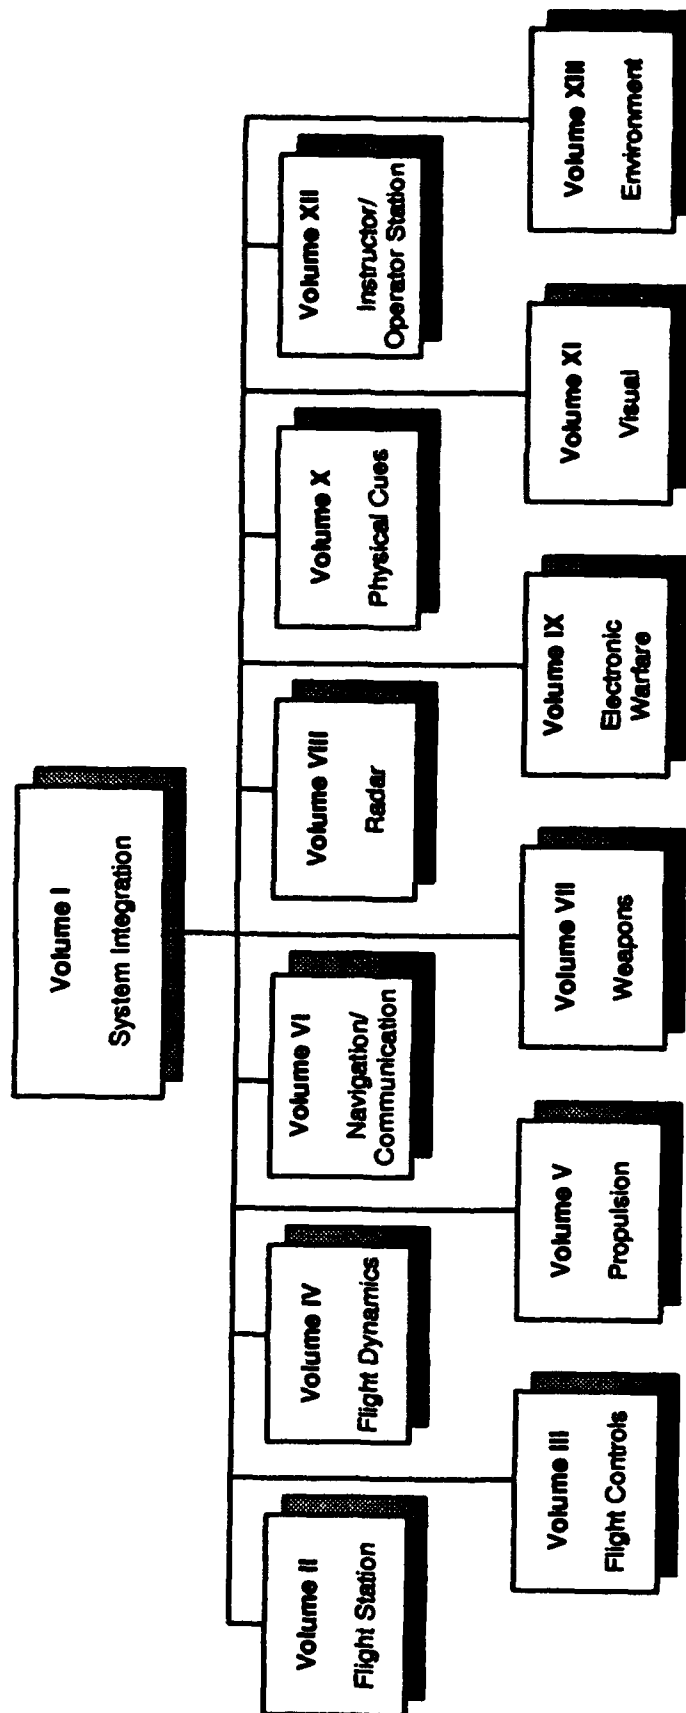 Volume I
System Integration
Volume II
Flight Station
Volume IV
Flight Dynamics
Volume VI
Navigation/
Communication
Volume VIII
Radar
Volume X
Physical Cues
Volume XII
Instructor/
Operator Station
Volume III
Flight Controls
Volume V
Propulsion
Volume VII
Weapons
Volume IX
Electronic
Warfare
Volume XI
Visual
Volume XIII
Environment